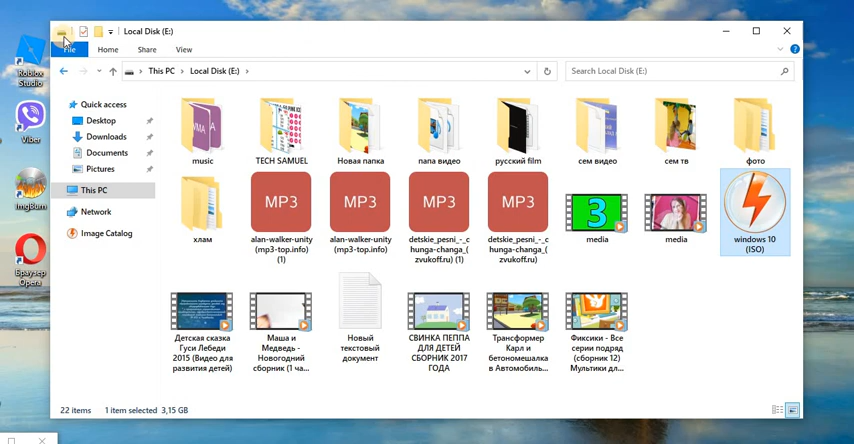 Local Disk (E:)
File Home Share View
This PC Local Disk (E:)
Search Local Disk (E:)
Roblox
Studio
Viber
ImgBurn
Браузер
Opera
Quick access
Desktop
Downloads
Documents
Pictures
This PC
Network
Image Catalog
music
TECH SAMUEL
Новая папка
папа видео
русский film
сем видео
сем тв
фото
хлам
MP3
alan-walker-unity
(mp3-top.info)
(1)
MP3
alan-walker-unity
(mp3-top.info)
MP3
detskie_pesni_-_c
hunga-changa_(
zvukoff.ru) (1)
MP3
detskie_pesni_-_c
hunga-changa_(
zvukoff.ru)
3
media
media
windows 10
(ISO)
Детская сказка
Гуси Лебеди
2015 (Видео для
развития детей)
Маша и
Медведь -
Новогодний
сборник (1 ча...
Новый
текстовый
документ
СВИНКА ПЕППА
ДЛЯ ДЕТЕЙ
СБОРНИК 2017
ГОДА
Трансформер
Карл и
бетономешалка
в Автомобиль...
Фиксики - Все
серии подряд
(сборник 12)
Мультики дл...
22 items 1 item selected 3,15 GB